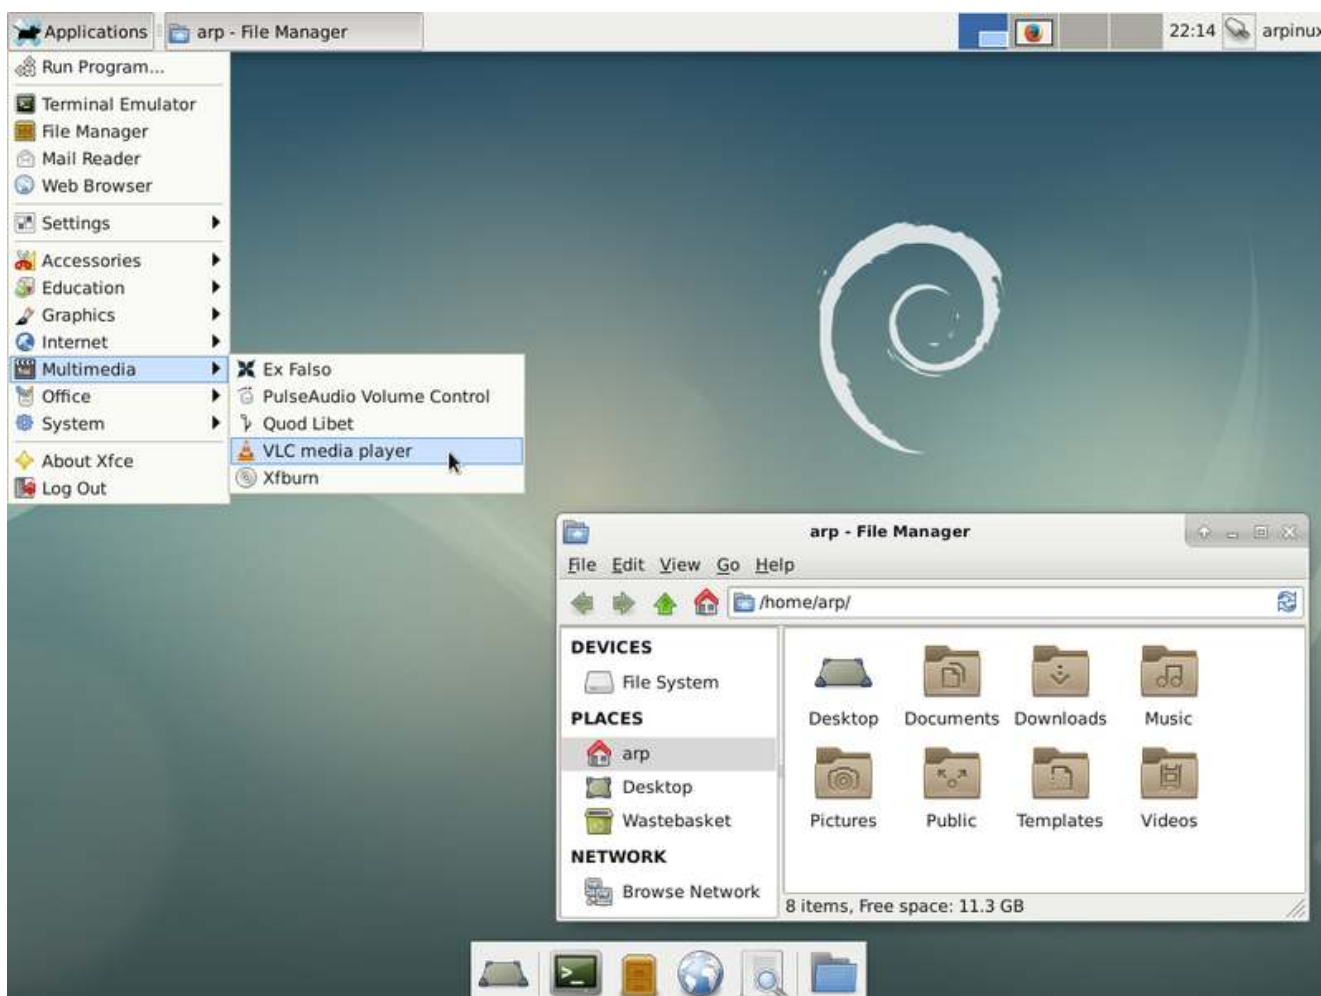 Applications
arp - File Manager
22:14
arpinux
Run Program...
Terminal Emulator
File Manager
Mail Reader
Web Browser
Settings
Accessories
Education
Graphics
Internet
Multimedia
Office
System
About Xfce
Log Out
Ex Falso
PulseAudio Volume Control
Quod Libet
VLC media player
Xfburn
arp - File Manager
File Edit View Go Help
/home/arp/
DEVICES
File System
PLACES
arp
Desktop
Wastebasket
NETWORK
Browse Network
Desktop Documents Downloads Music
Pictures Public Templates Videos
8 items, Free space: 11.3 GB
>_